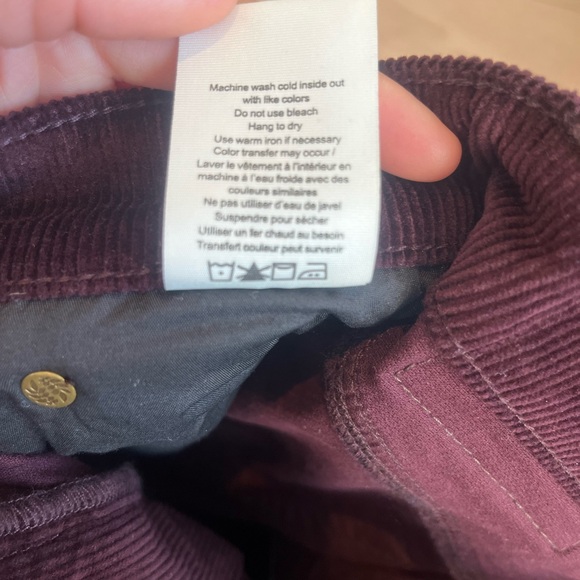 Machine wash cold inside out
with like colors
Do not use bleach
Hang to dry
Use warm iron if necessary
Color transfer may occur /
Laver le vêtement à l'intérieur en
machine à l'eau froide avec des
couleurs similaires
Ne pas utiliser d'eau de javel
Suspendre pour sécher
Utiliser un fer chaud au besoin
Transfert couleur peut survenir